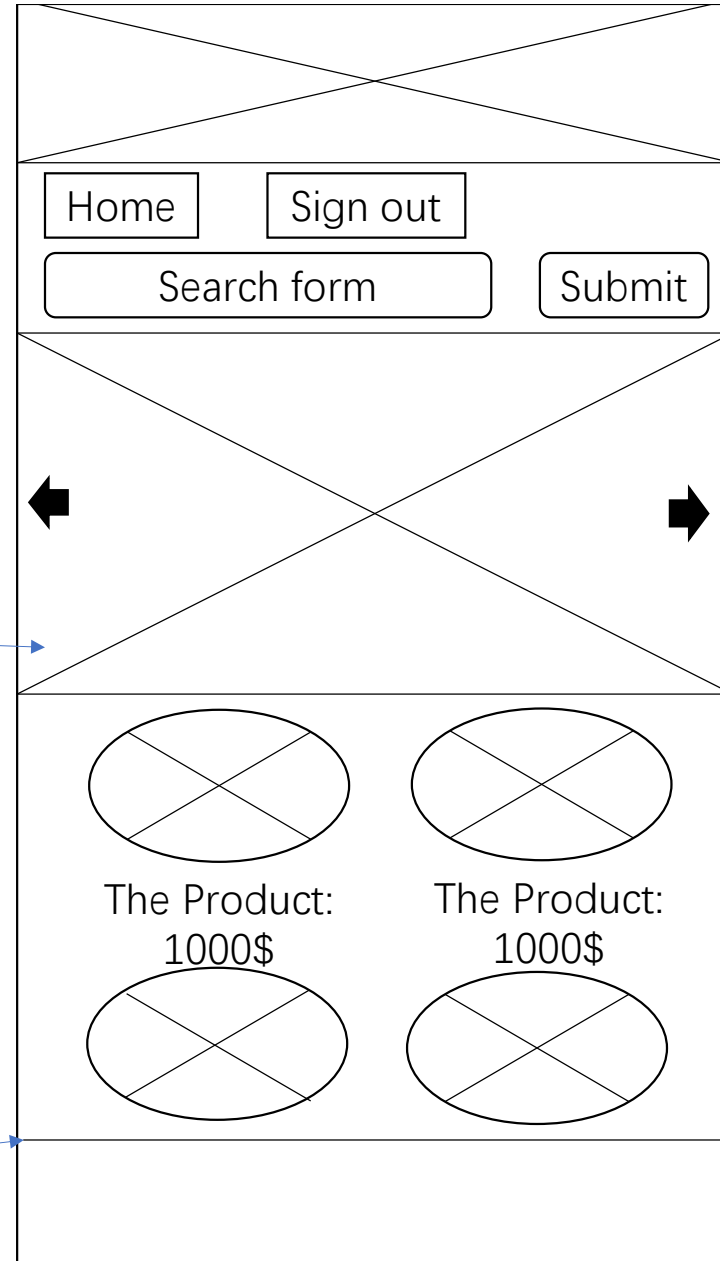 Home
Sign out
Search form
Submit
The Product:
1000$
The Product:
1000$